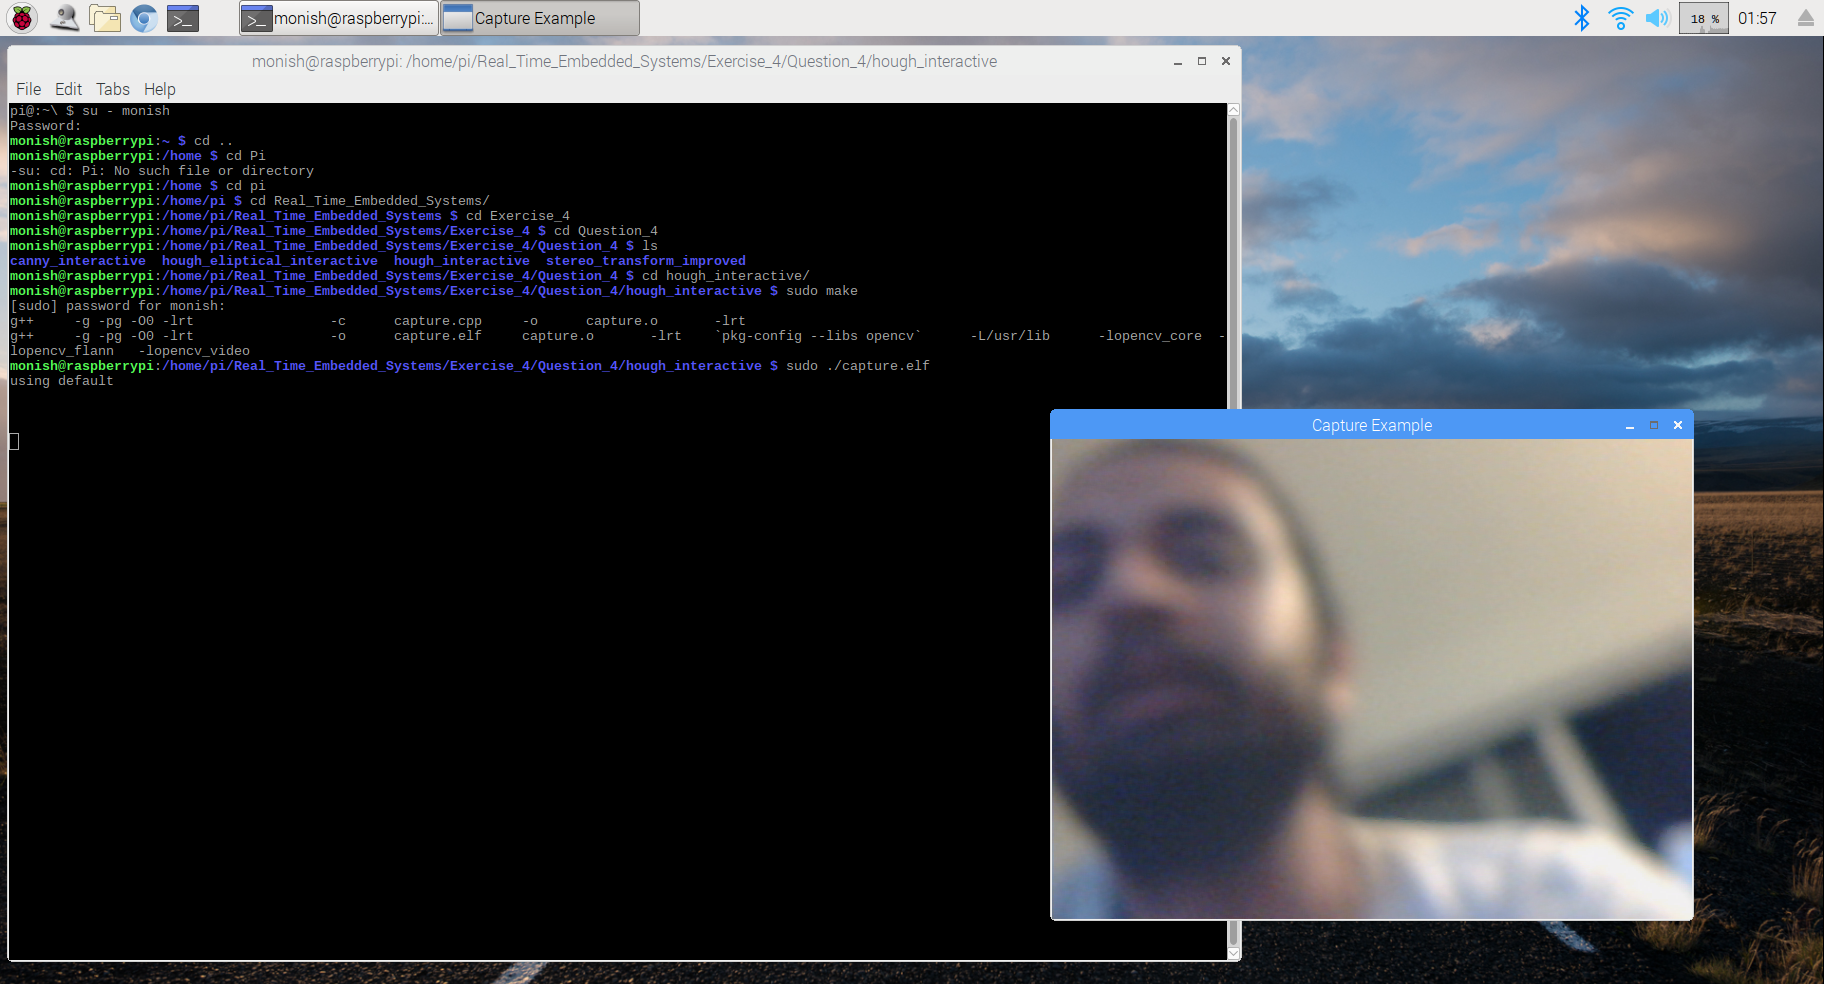 monish@raspberrypi:... Capture Example 18 % 01:57
monish@raspberrypi: /home/pi/Real_Time_Embedded_Systems/Exercise_4/Question_4/hough_interactive
File Edit Tabs Help
pi@:~\ $ su - monish
Password:
monish@raspberrypi:~ $ cd ..
monish@raspberrypi:/home $ cd Pi
-su: cd: Pi: No such file or directory
monish@raspberrypi:/home $ cd pi
monish@raspberrypi:/home/pi $ cd Real_Time_Embedded_Systems/
monish@raspberrypi:/home/pi/Real_Time_Embedded_Systems $ cd Exercise_4
monish@raspberrypi:/home/pi/Real_Time_Embedded_Systems/Exercise_4 $ cd Question_4
monish@raspberrypi:/home/pi/Real_Time_Embedded_Systems/Exercise_4/Question_4 $ ls
canny_interactive  hough_eliptical_interactive  hough_interactive  stereo_transform_improved
monish@raspberrypi:/home/pi/Real_Time_Embedded_Systems/Exercise_4/Question_4 $ cd hough_interactive/
monish@raspberrypi:/home/pi/Real_Time_Embedded_Systems/Exercise_4/Question_4/hough_interactive $ sudo make
[sudo] password for monish:
g++ -g -pg -O0 -lrt -c capture.cpp -o capture.o -lrt
g++ -g -pg -O0 -lrt -o capture.elf capture.o -lrt `pkg-config --libs opencv` -L/usr/lib -lopencv_core -
lopencv_flann -lopencv_video
monish@raspberrypi:/home/pi/Real_Time_Embedded_Systems/Exercise_4/Question_4/hough_interactive $ sudo ./capture.elf
using default
Capture Example